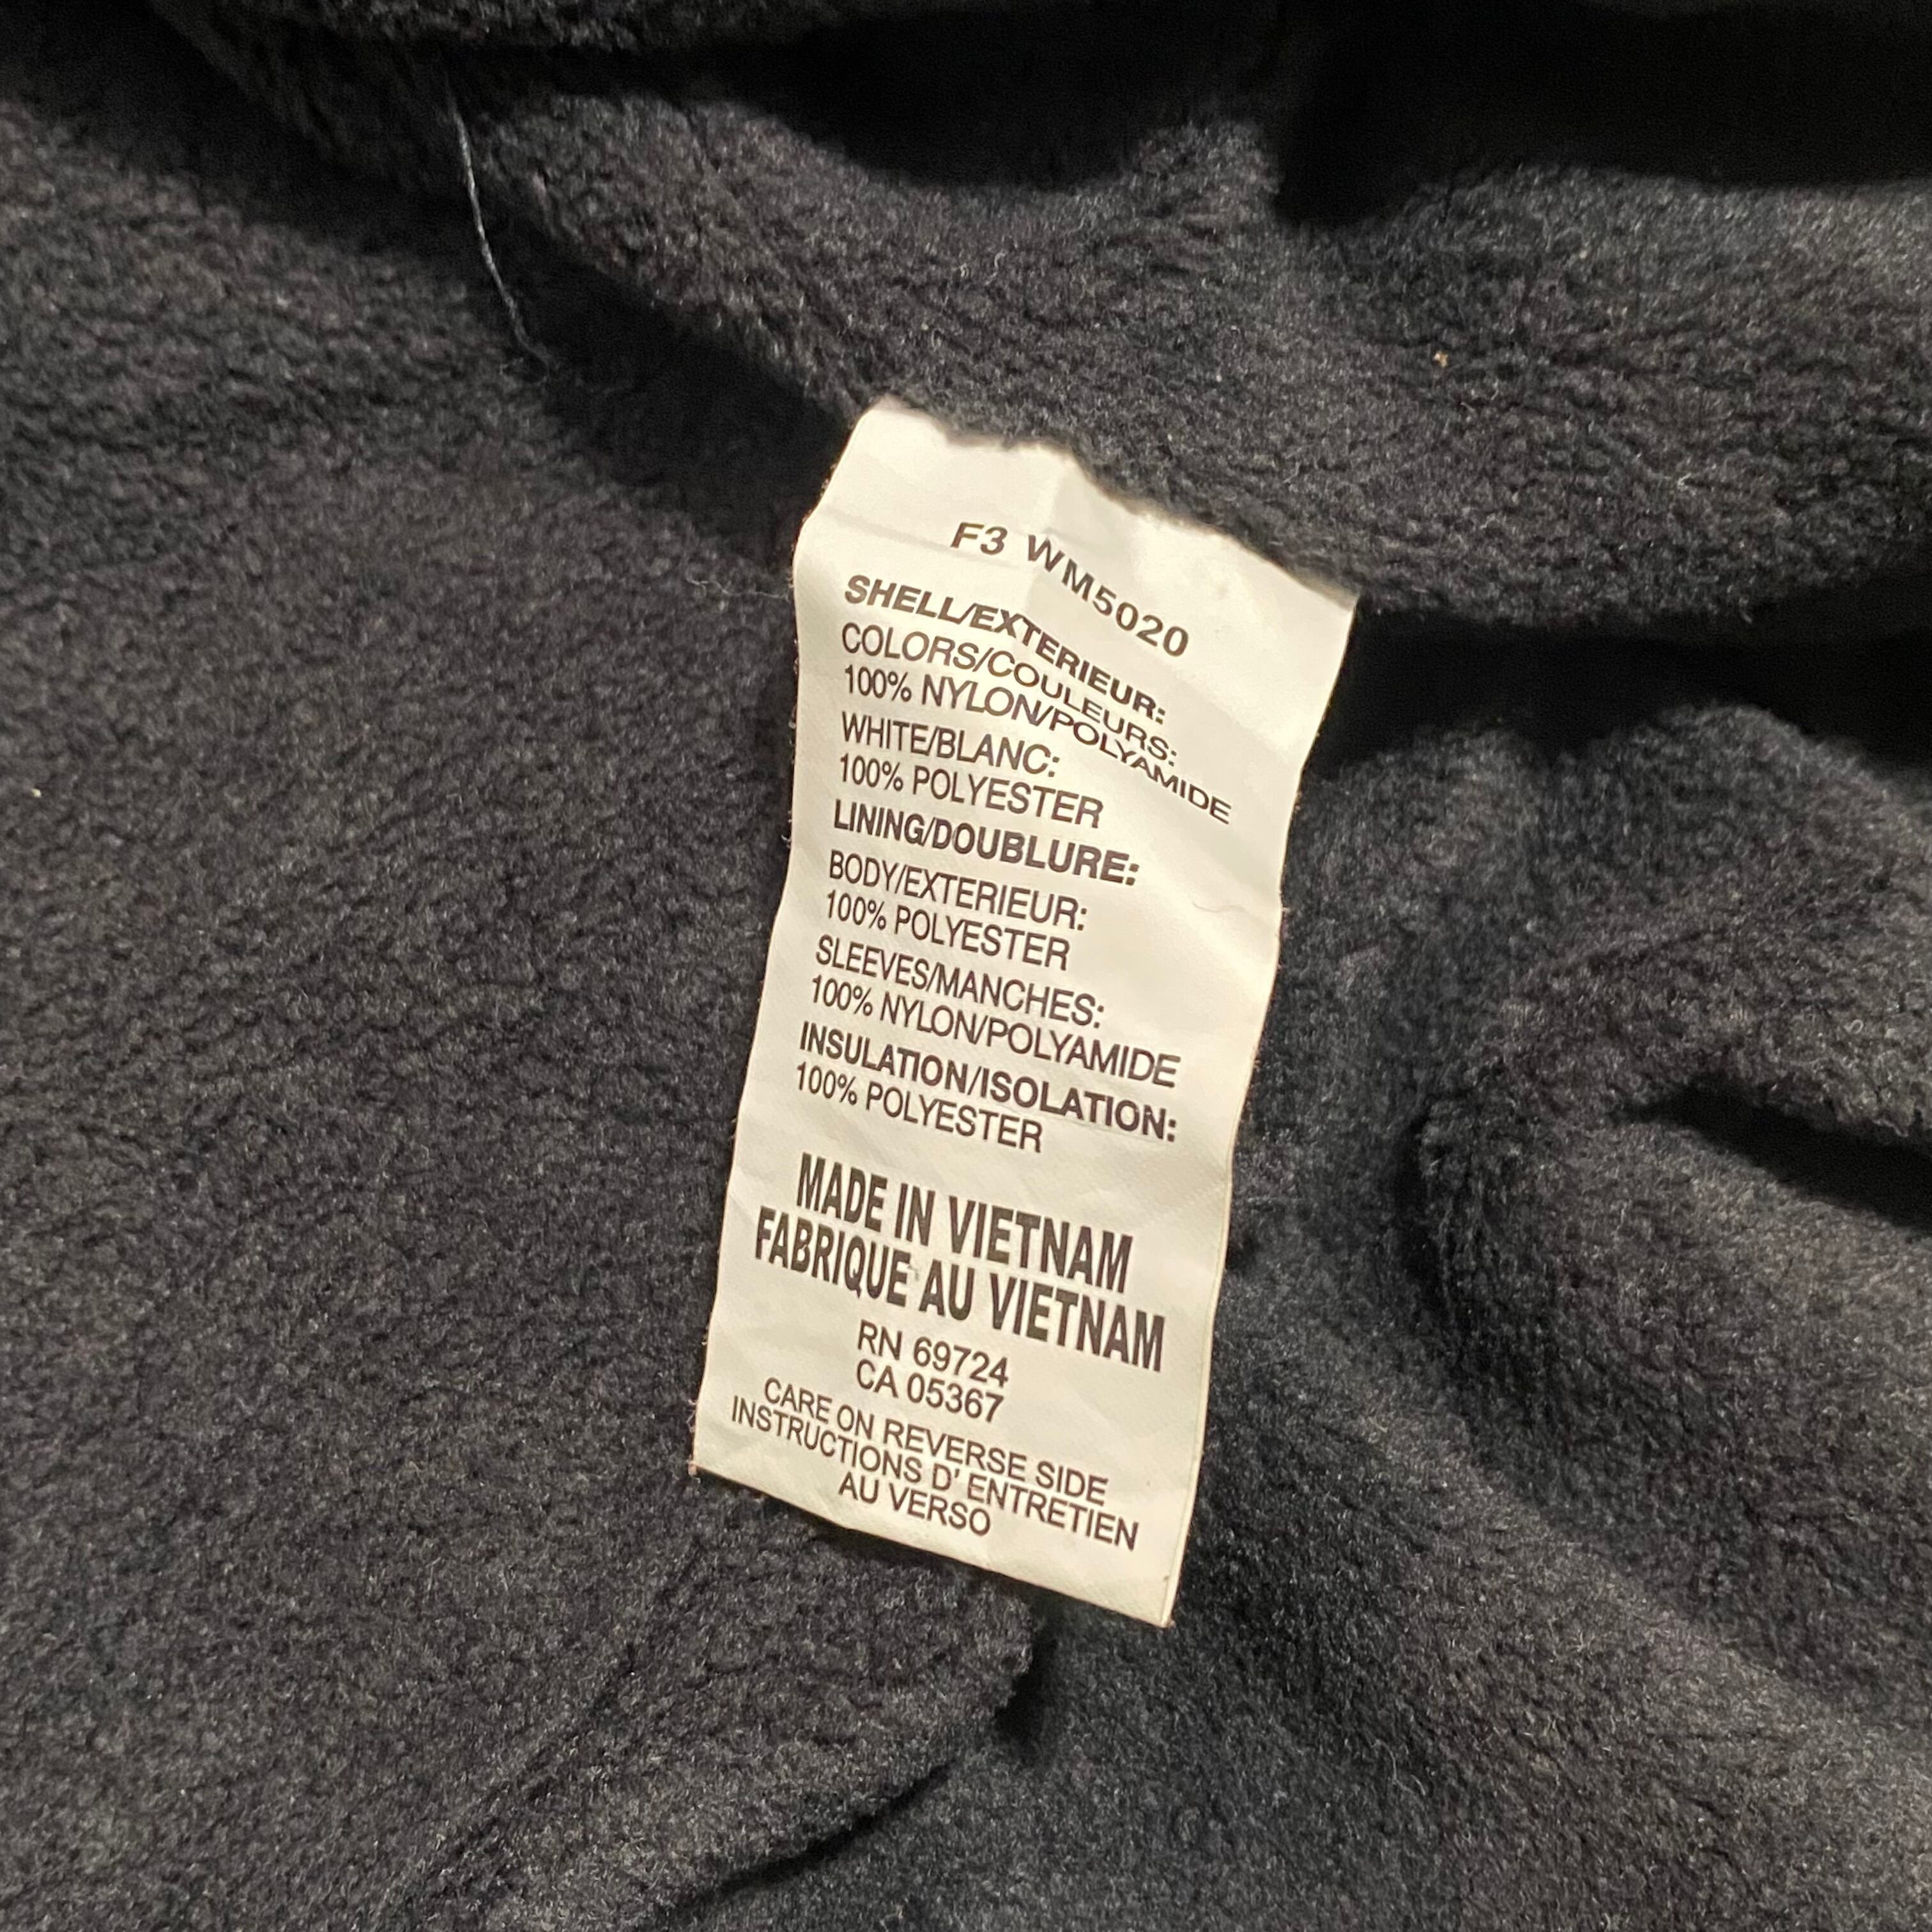 F3 WM5020
SHELL/EXTERIEUR:
COLORS/COULEURS:
100% NYLON/POLYAMIDE
WHITE/BLANC:
100% POLYESTER
LINING/DOUBLURE:
BODY/EXTERIEUR:
100% POLYESTER
SLEEVES/MANCHES:
100% NYLON/POLYAMIDE
INSULATION/ISOLATION:
100% POLYESTER
MADE IN VIETNAM
FABRIQUE AU VIETNAM
RN 69724
CA 05367
CARE ON REVERSE SIDE
INSTRUCTIONS D' ENTRETIEN
AU VERSO